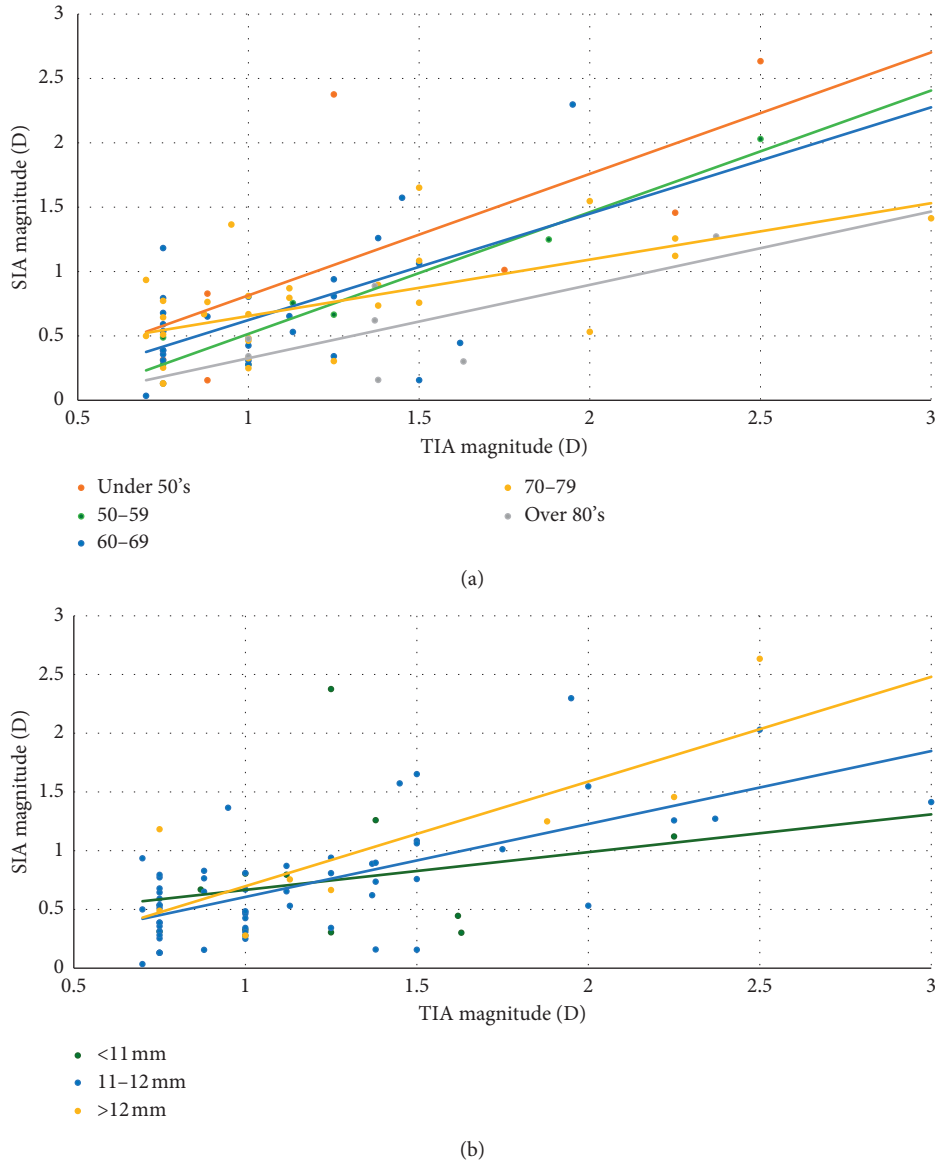 3
2.5
2
1.5
1
0.5
0
SIA magnitude (D)
0.5 1 1.5 2 2.5 3
TIA magnitude (D)
Under 50's
50–59
60–69
70–79
Over 80's
(a)
3
2.5
2
1.5
1
0.5
0
SIA magnitude (D)
0.5 1 1.5 2 2.5 3
TIA magnitude (D)
<11 mm
11–12 mm
>12 mm
(b)